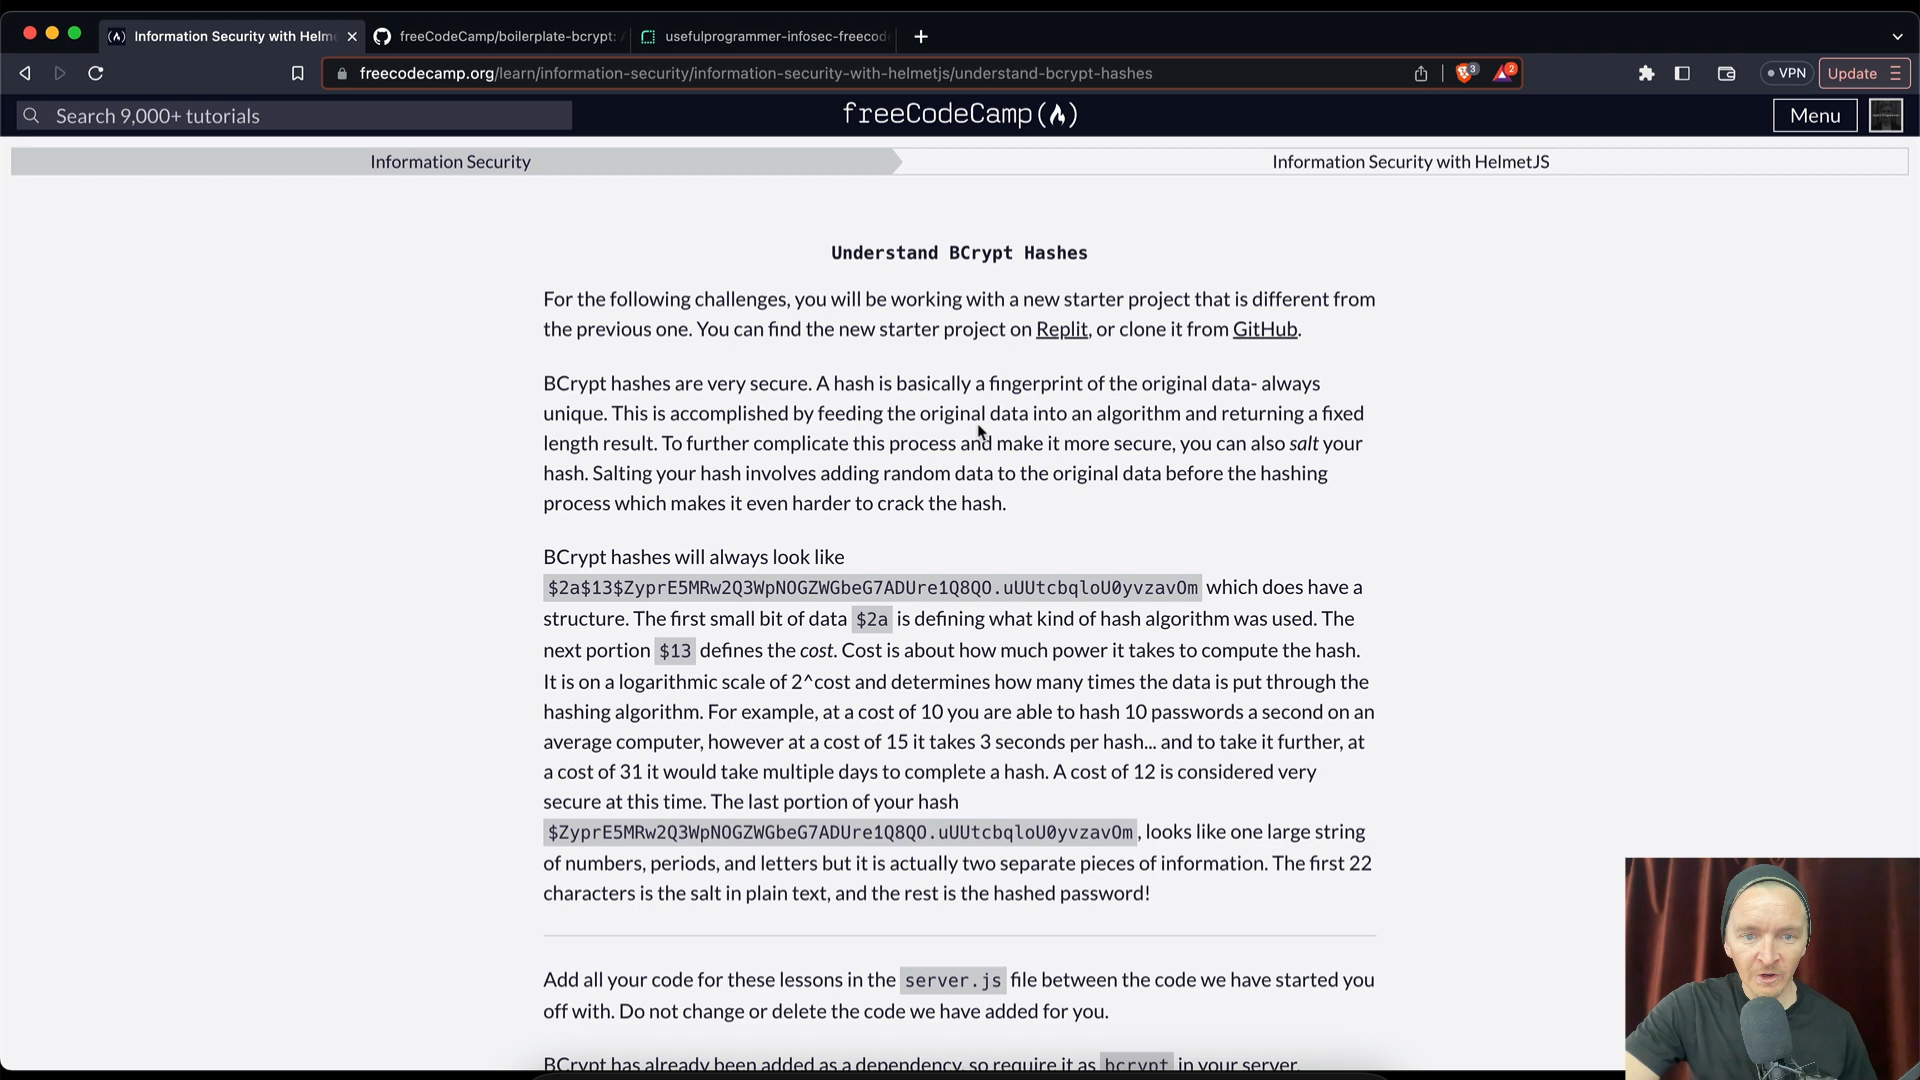 Information Security with Helm
freeCodeCamp/boilerplate-bcrypt: A
usefulprogrammer-infosec-freecod
freecodecamp.org/learn/information-security/information-security-with-helmetjs/understand-bcrypt-hashes
3
2
VPN
Update
Search 9,000+ tutorials
freeCodeCamp
Menu
Information Security
Information Security with HelmetJS
Understand BCrypt Hashes
For the following challenges, you will be working with a new starter project that is different from
the previous one. You can find the new starter project on Replit, or clone it from GitHub.
BCrypt hashes are very secure. A hash is basically a fingerprint of the original data- always
unique. This is accomplished by feeding the original data into an algorithm and returning a fixed
length result. To further complicate this process and make it more secure, you can also salt your
hash. Salting your hash involves adding random data to the original data before the hashing
process which makes it even harder to crack the hash.
BCrypt hashes will always look like
$2a$13$ZyprE5MRw2Q3WpNOGZWGbeG7ADUre1Q8QO.uUUtcbqloU0yvzavOm which does have a
structure. The first small bit of data $2a is defining what kind of hash algorithm was used. The
next portion $13 defines the cost. Cost is about how much power it takes to compute the hash.
It is on a logarithmic scale of 2^cost and determines how many times the data is put through the
hashing algorithm. For example, at a cost of 10 you are able to hash 10 passwords a second on an
average computer, however at a cost of 15 it takes 3 seconds per hash... and to take it further, at
a cost of 31 it would take multiple days to complete a hash. A cost of 12 is considered very
secure at this time. The last portion of your hash
$ZyprE5MRw2Q3WpNOGZWGbeG7ADUre1Q8QO.uUUtcbqloU0yvzavOm, looks like one large string
of numbers, periods, and letters but it is actually two separate pieces of information. The first 22
characters is the salt in plain text, and the rest is the hashed password!
Add all your code for these lessons in the server.js file between the code we have started you
off with. Do not change or delete the code we have added for you.
BCrypt has already been added as a dependency, so require it as bcrypt in your server.